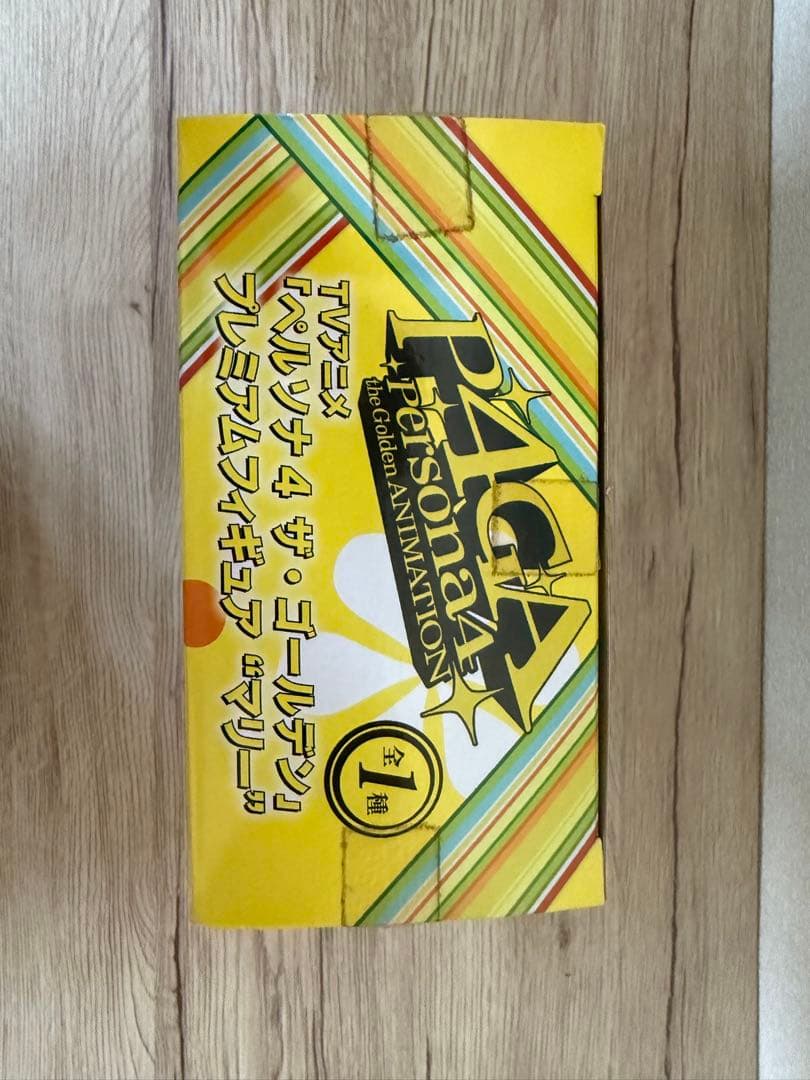 P4GA
Persona4
the Golden ANIMATION
TVアニメ
「ペルソナ4 ザ・ゴールデン」
プレミアムフィギュア “マリー”
全1種